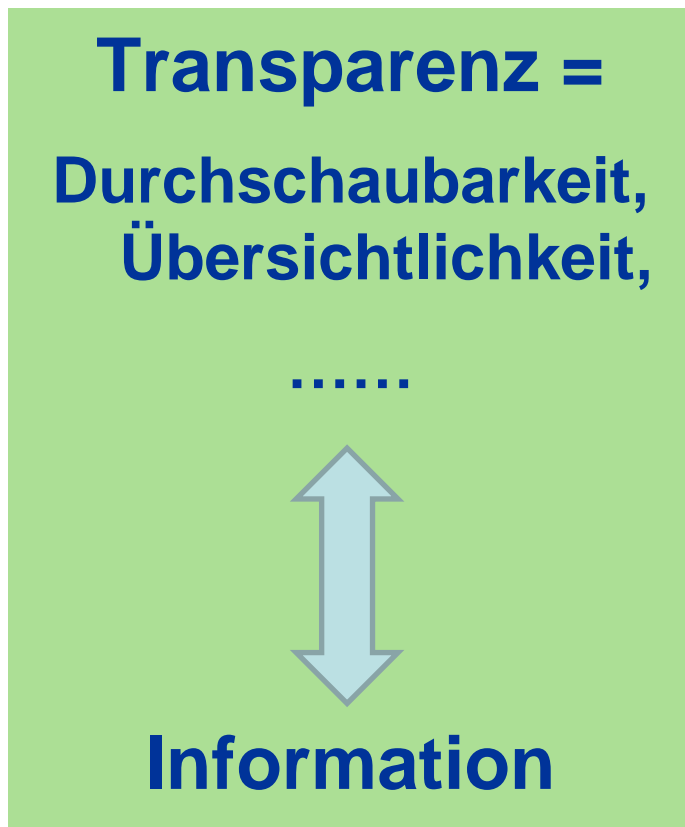 Transparenz =
Durchschaubarkeit,
Übersichtlichkeit,
......
Information